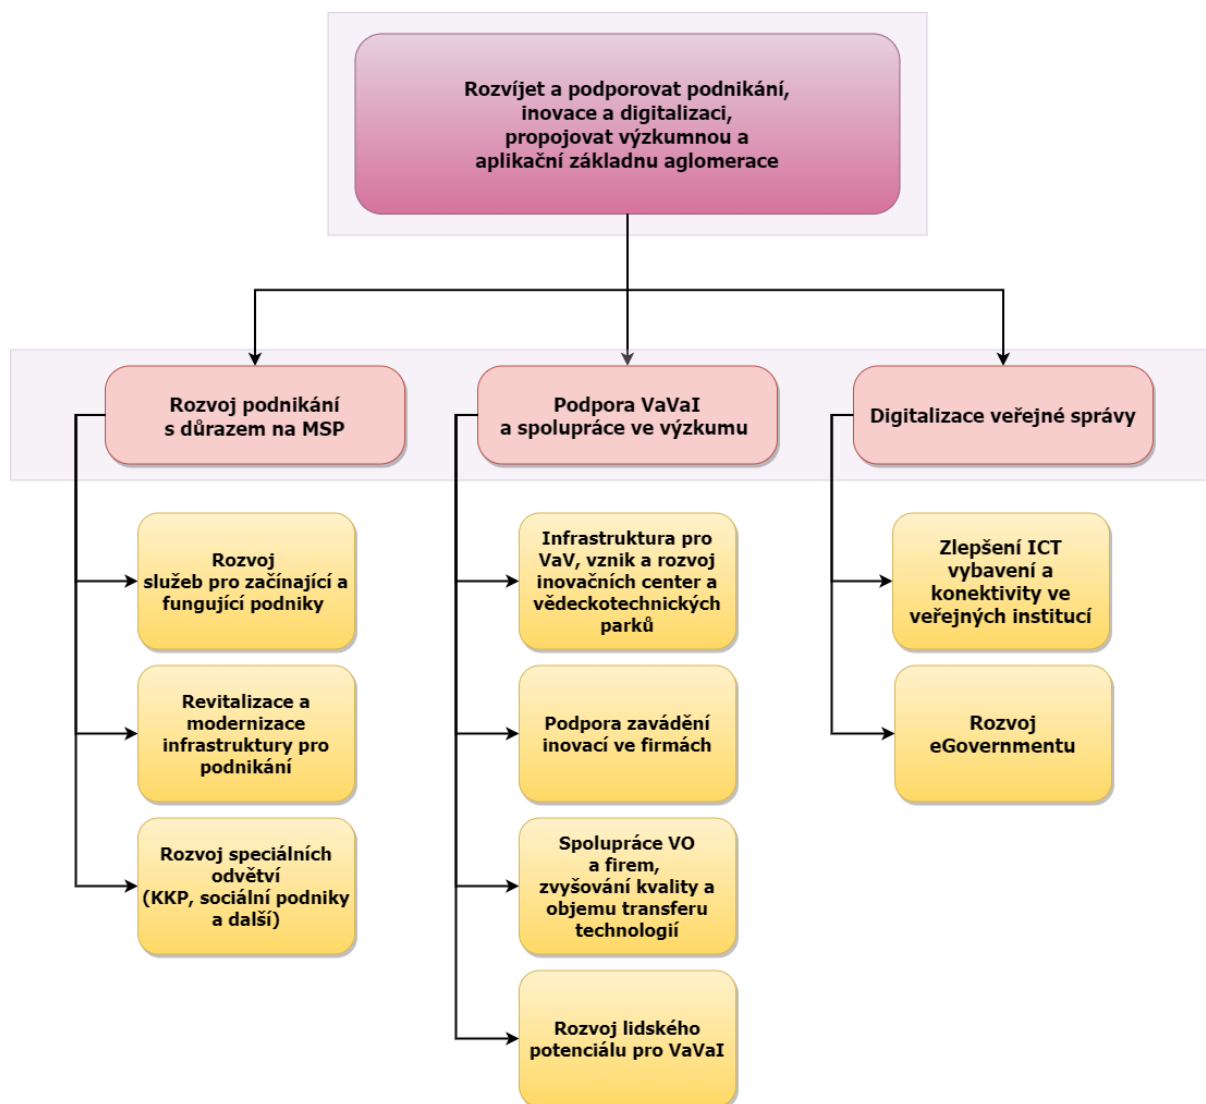 Rozvíjet a podporovat podnikání,
inovace a digitalizaci,
propojovat výzkumnou a
aplikační základnu aglomerace
Rozvoj podnikání
s důrazem na MSP
Podpora VaVaI
a spolupráce ve výzkumu
Digitalizace veřejné správy
Rozvoj
služeb pro začínající a
fungující podniky
Revitalizace a
modernizace
infrastruktury pro
podnikání
Rozvoj speciálních
odvětví
(KKP, sociální podniky
a další)
Infrastruktura pro
VaV, vznik a rozvoj
inovačních center a
vědeckotechnických
parků
Podpora zavádění
inovací ve firmách
Spolupráce VO
a firem,
zvyšování kvality a
objemu transferu
technologií
Rozvoj lidského
potenciálu pro VaVaI
Zlepšení ICT
vybavení a
konektivity ve
veřejných institucí
Rozvoj
eGovernmentu